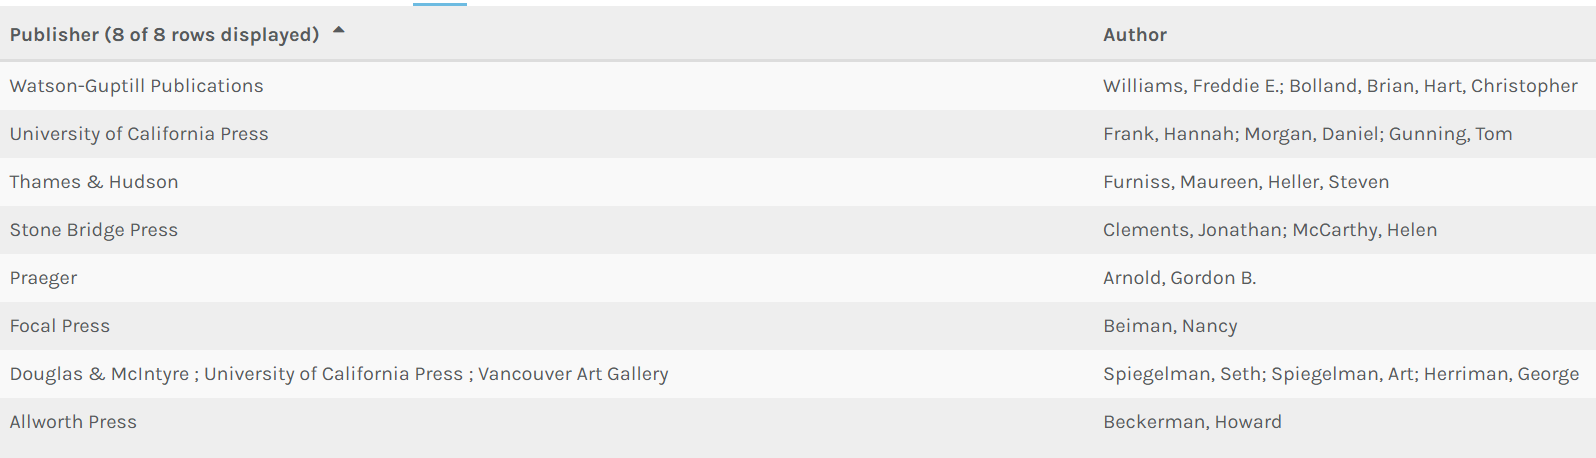 Publisher (8 of 8 rows displayed) Author
Watson-Guptill Publications Williams, Freddie E.; Bolland, Brian, Hart, Christopher
University of California Press Frank, Hannah; Morgan, Daniel; Gunning, Tom
Thames & Hudson Furniss, Maureen, Heller, Steven
Stone Bridge Press Clements, Jonathan; McCarthy, Helen
Praeger Arnold, Gordon B.
Focal Press Beiman, Nancy
Douglas & McIntyre ; University of California Press ; Vancouver Art Gallery Spiegelman, Seth; Spiegelman, Art; Herriman, George
Allworth Press Beckerman, Howard